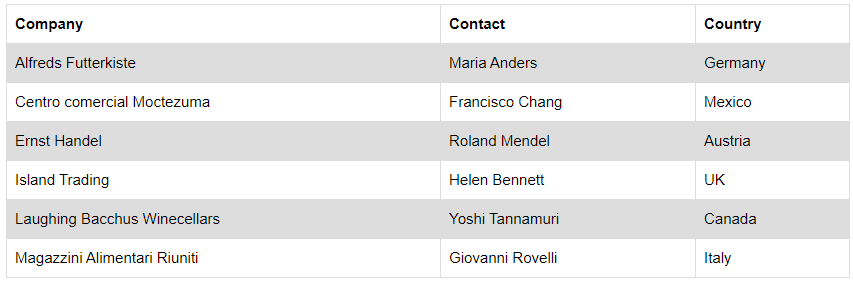 Company Contact Country
Alfreds Futterkiste Maria Anders Germany
Centro comercial Moctezuma Francisco Chang Mexico
Ernst Handel Roland Mendel Austria
Island Trading Helen Bennett UK
Laughing Bacchus Winecellars Yoshi Tannamuri Canada
Magazzini Alimentari Riuniti Giovanni Rovelli Italy